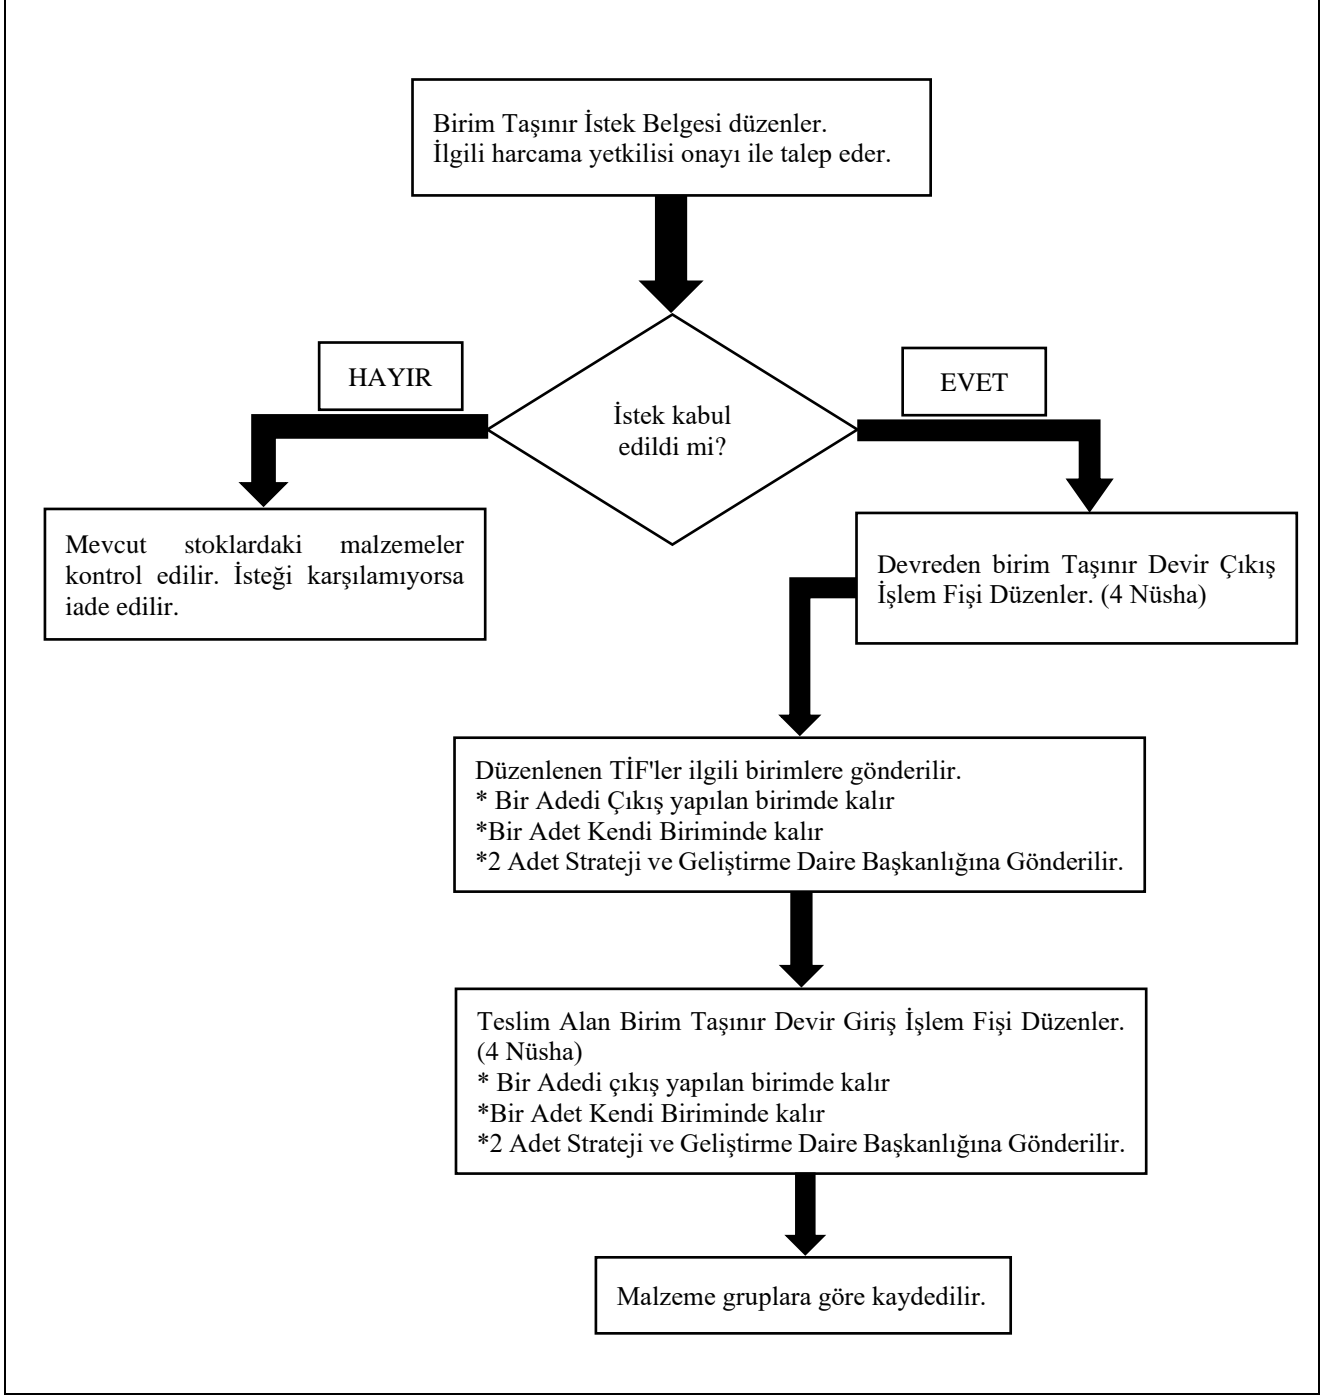 Birim Taşınır İstek Belgesi düzenler.
İlgili harcama yetkilisi onayı ile talep eder.
HAYIR
EVET
İstek kabul
edildi mi?
Mevcut stoklardaki malzemeler
kontrol edilir. İsteği karşılamıyorsa
iade edilir.
Devreden birim Taşınır Devir Çıkış
İşlem Fişi Düzenler. (4 Nüsha)
Düzenlenen TİF'ler ilgili birimlere gönderilir.
* Bir Adedi Çıkış yapılan birimde kalır
*Bir Adet Kendi Biriminde kalır
*2 Adet Strateji ve Geliştirme Daire Başkanlığına Gönderilir.
Teslim Alan Birim Taşınır Devir Giriş İşlem Fişi Düzenler.
(4 Nüsha)
* Bir Adedi çıkış yapılan birimde kalır
*Bir Adet Kendi Biriminde kalır
*2 Adet Strateji ve Geliştirme Daire Başkanlığına Gönderilir.
Malzeme gruplara göre kaydedilir.